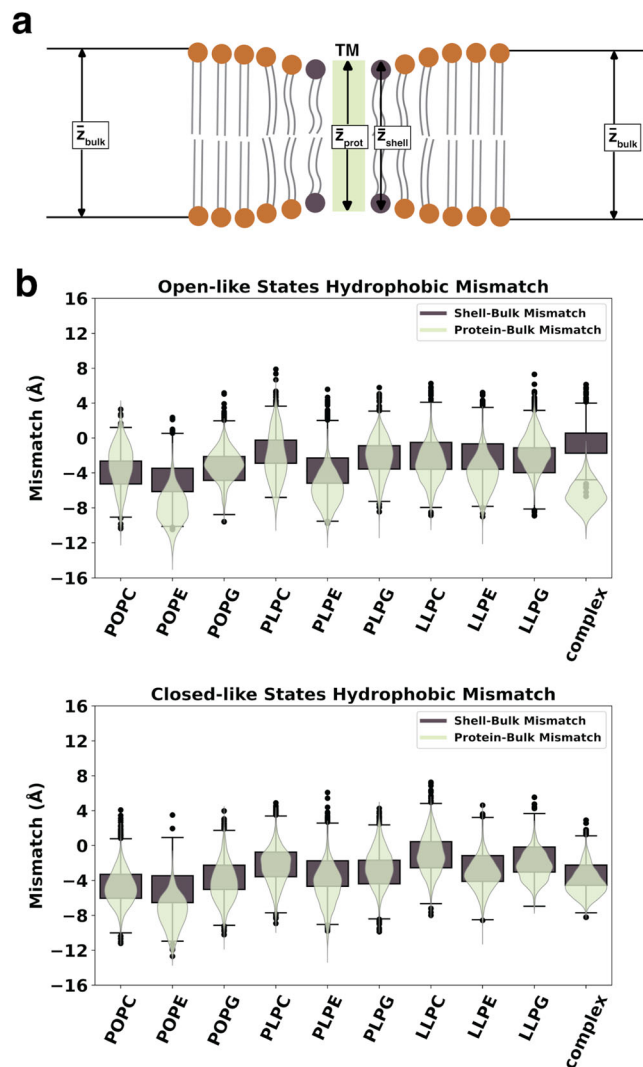 a
TM
z̄bulk
z̄prot
z̄shell
z̄bulk
b
Open-like States Hydrophobic Mismatch
Shell-Bulk Mismatch
Protein-Bulk Mismatch
Mismatch (Å)
16
12
8
4
0
−4
−8
−12
−16
POPC
POPE
POPG
PLPC
PLPE
PLPG
LLPC
LLPE
LLPG
complex
Closed-like States Hydrophobic Mismatch
Shell-Bulk Mismatch
Protein-Bulk Mismatch
Mismatch (Å)
16
12
8
4
0
−4
−8
−12
−16
POPC
POPE
POPG
PLPC
PLPE
PLPG
LLPC
LLPE
LLPG
complex